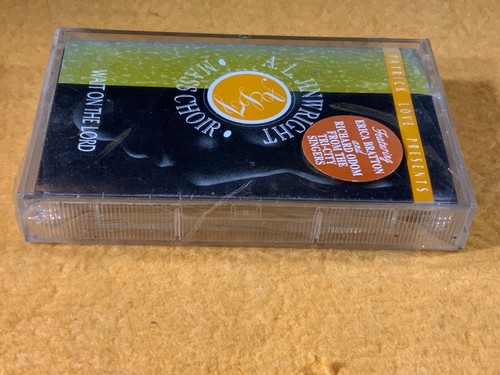 PATRICK LOVE PRESENTS
A. L. JINWRIGHT
• MASS CHOIR •
Featuring
ERICA BRATTON
and
RICHARD ODOM
FROM THE
TRI-CITY
SINGERS
WAIT ON THE LORD